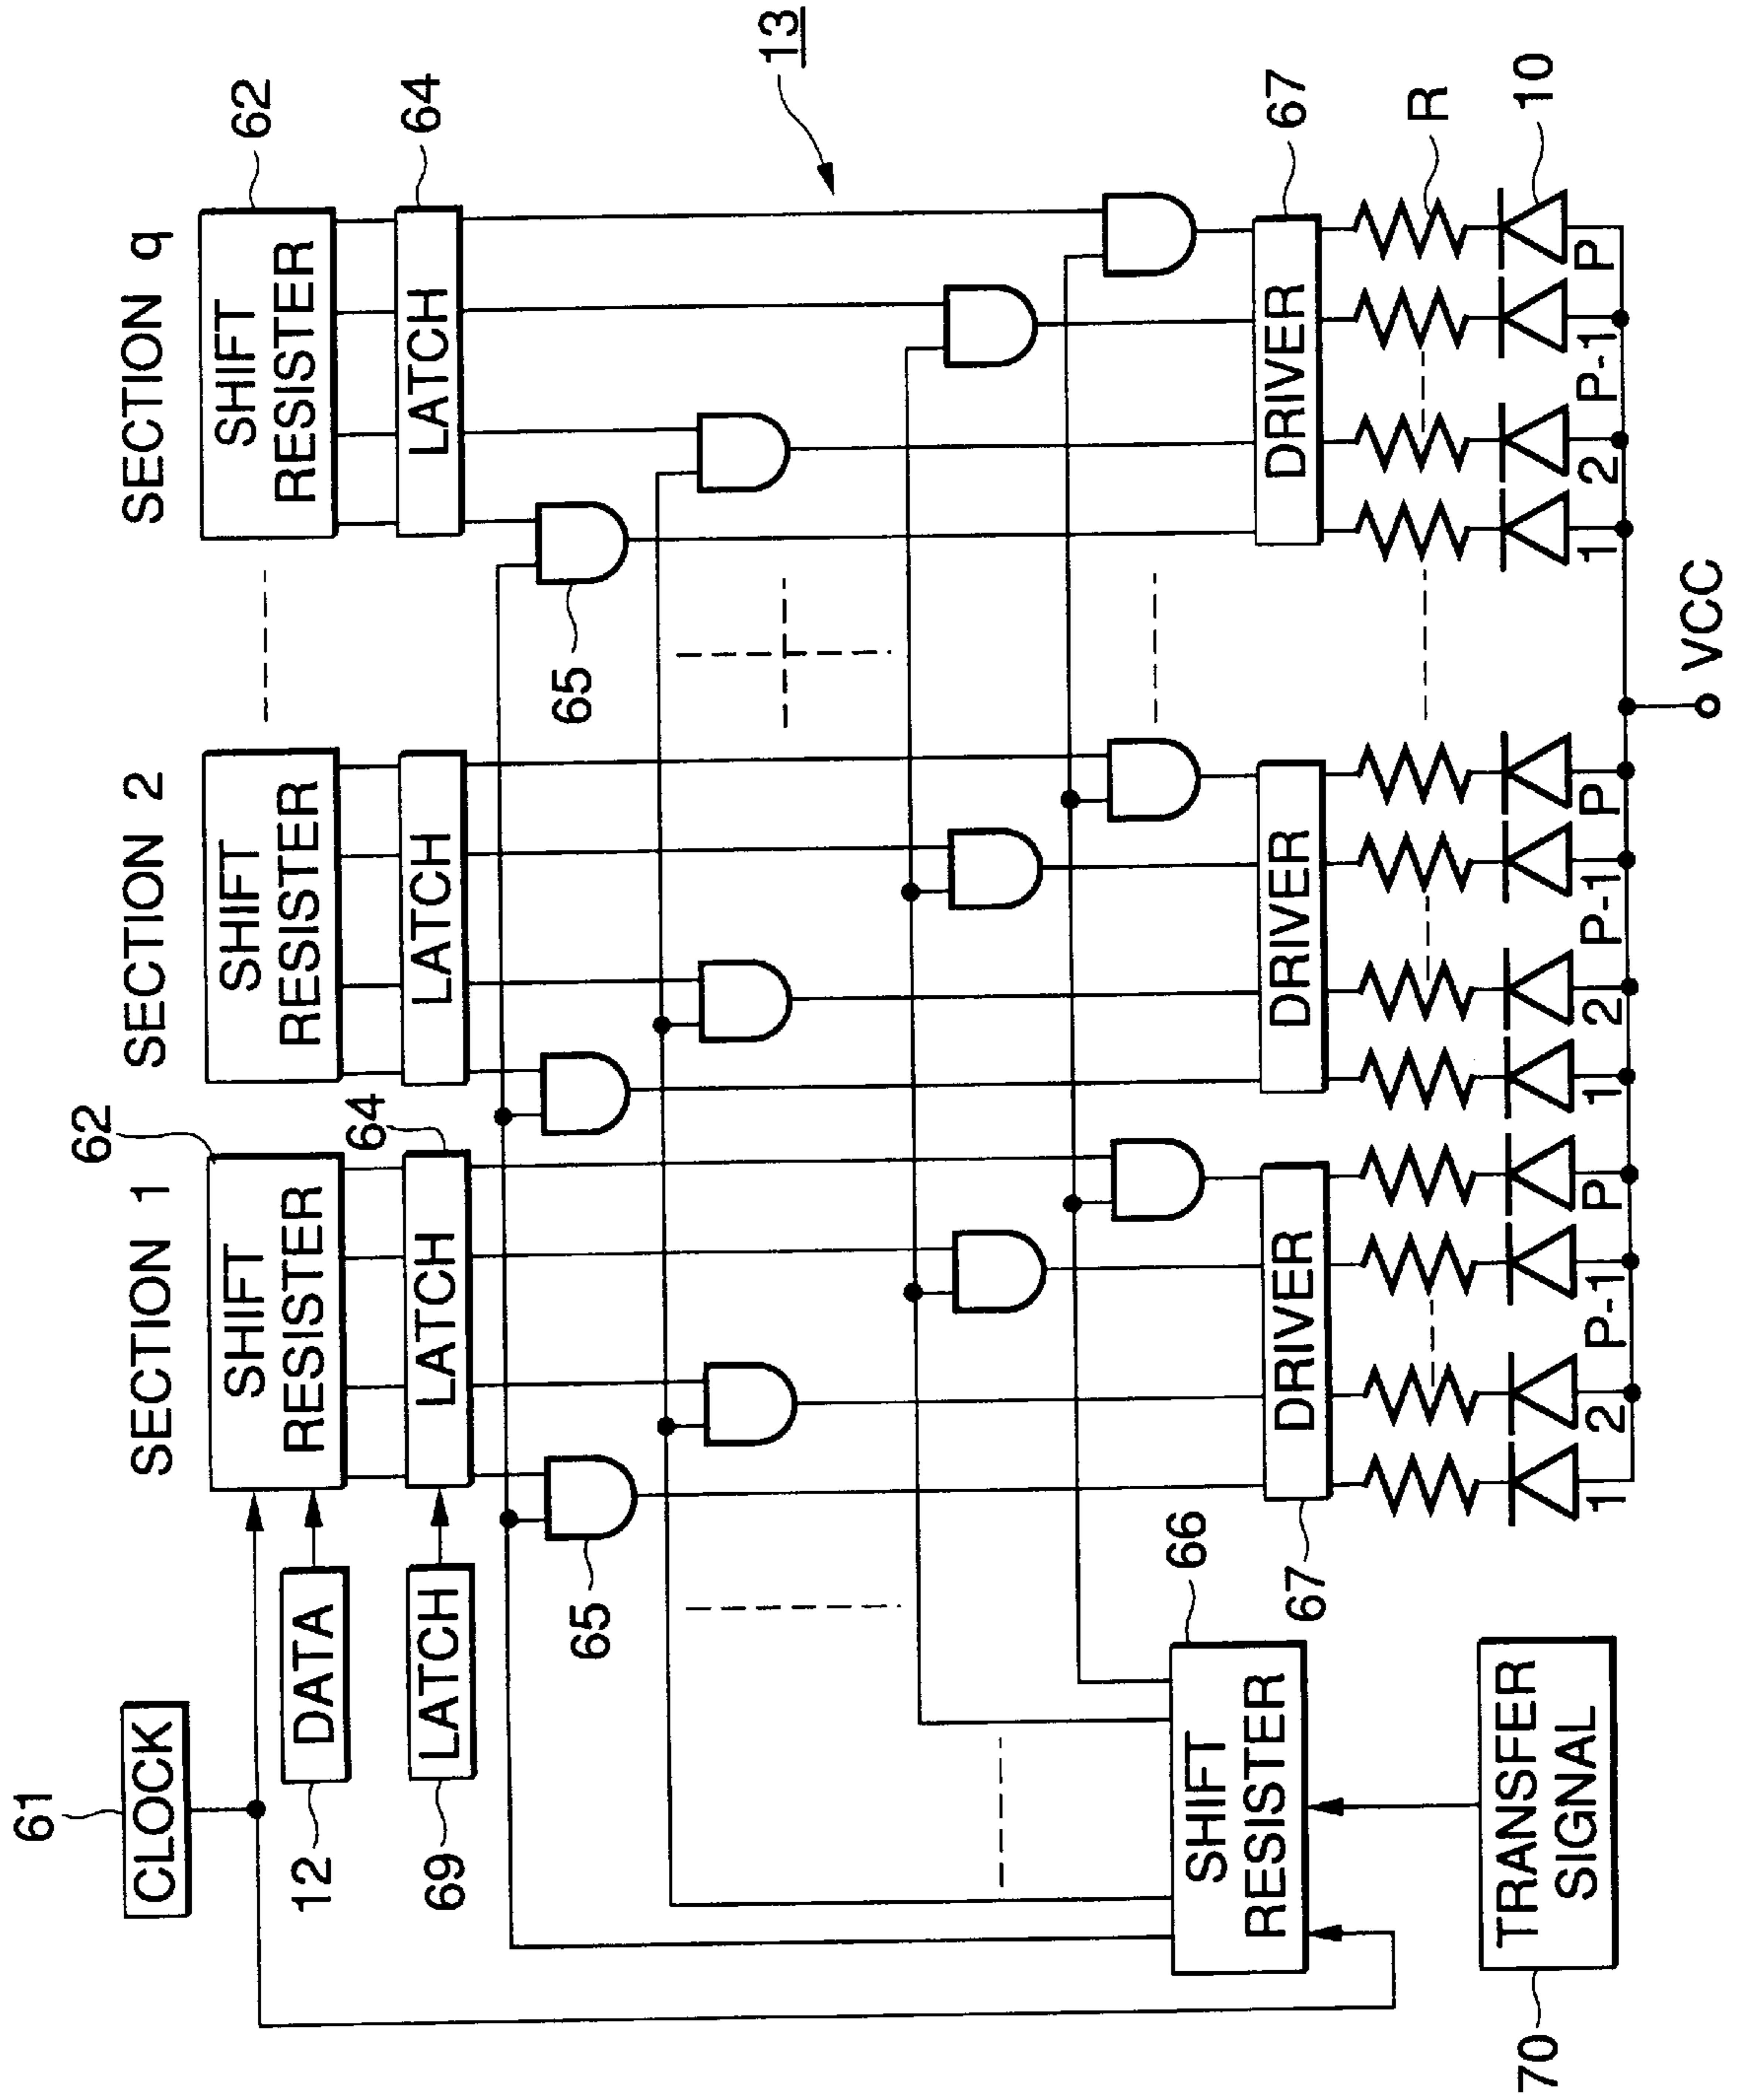 61
CLOCK
12
DATA
69
LATCH
SECTION 1
62
SHIFT
RESISTER
64
LATCH
65
SECTION 2
SHIFT
RESISTER
LATCH
65
SECTION q
62
SHIFT
RESISTER
64
LATCH
13
66
SHIFT
RESISTER
70
TRANSFER
SIGNAL
67
DRIVER
DRIVER
67
DRIVER
R
10
1 2 P-1 P
1 2 P-1 P
1 2 P-1 P
VCC